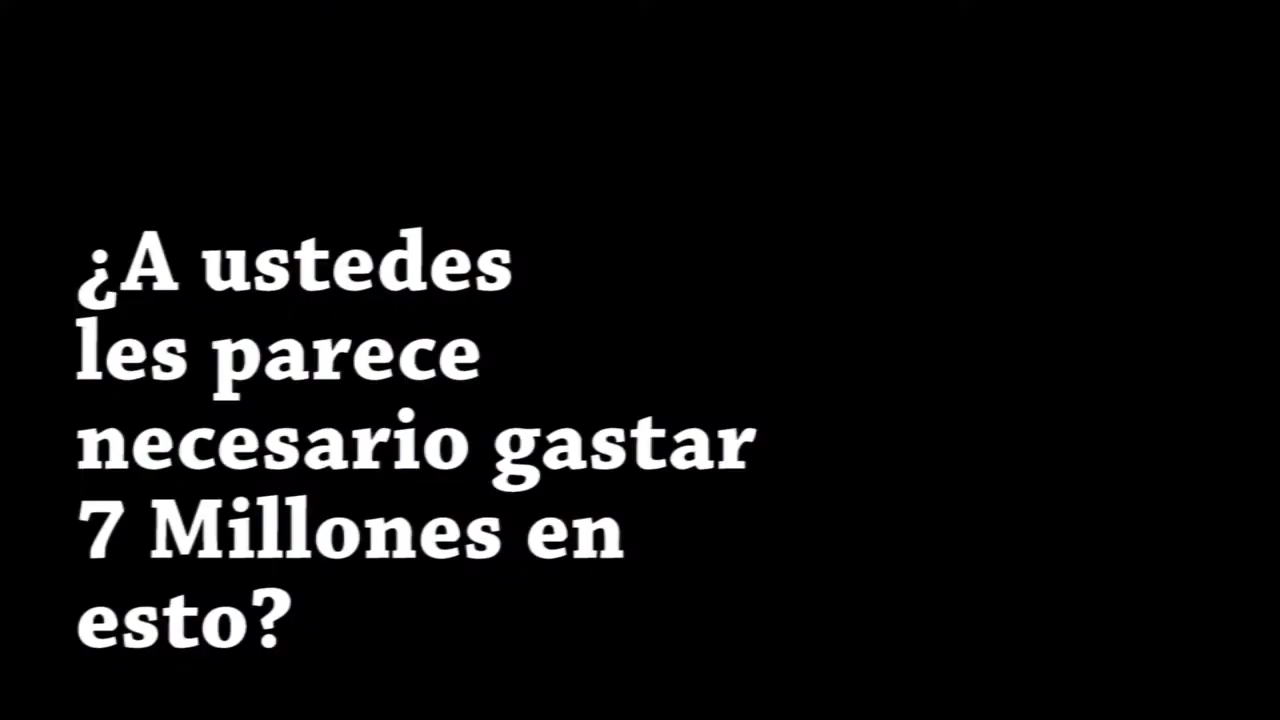 ¿A ustedes
les parece
necesario gastar
7 Millones en
esto?